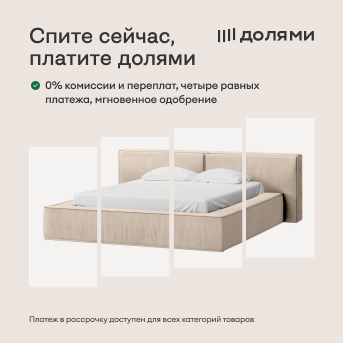 Спите сейчас,
платите долями
долями
0% комиссии и переплат, четыре равных
платежа, мгновенное одобрение
Платеж в рассрочку доступен для всех категорий товаров